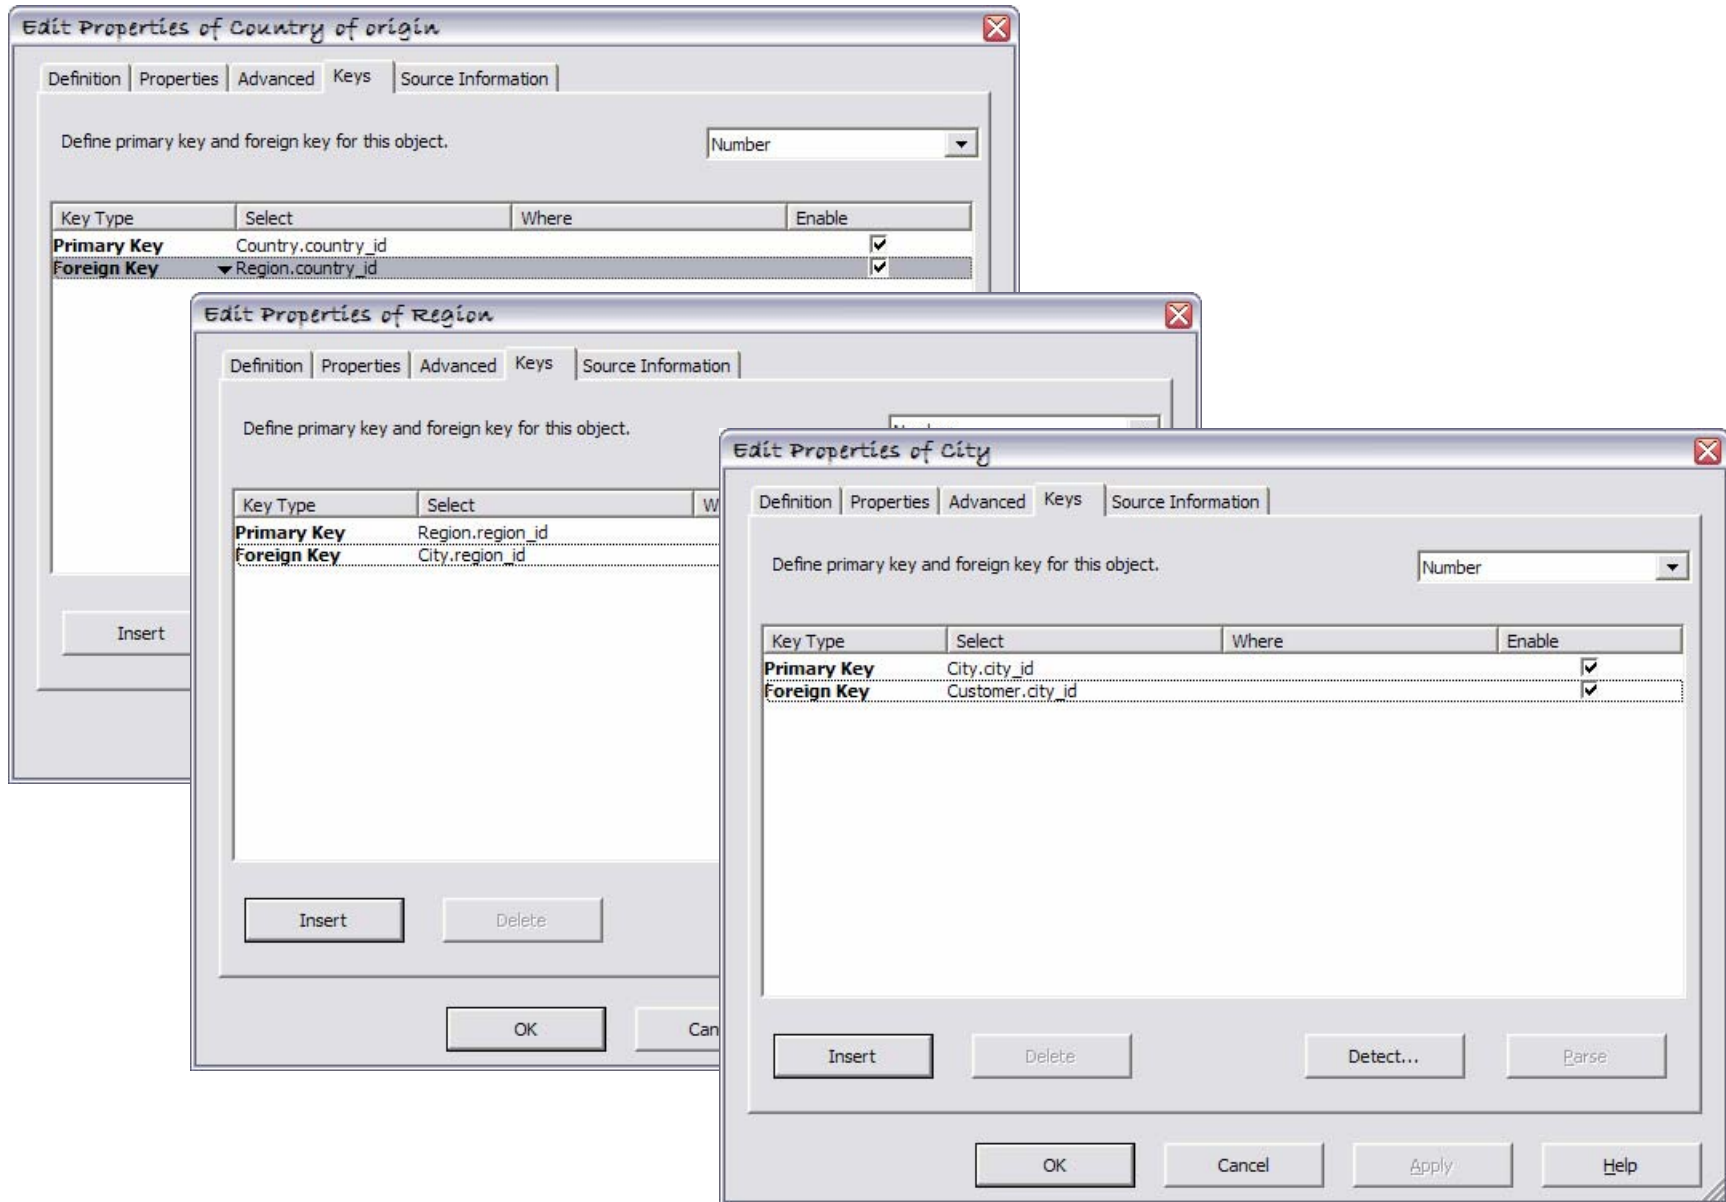 Edit Properties of Country of origin
Definition Properties Advanced Keys Source Information
Define primary key and foreign key for this object. Number
Key Type Select Where Enable
Primary Key Country.country_id
Foreign Key Region.country_id
Insert
Edit Properties of Region
Definition Properties Advanced Keys Source Information
Define primary key and foreign key for this object.
Key Type Select W
Primary Key Region.region_id
Foreign Key City.region_id
Insert Delete
OK Can
Edit Properties of City
Definition Properties Advanced Keys Source Information
Define primary key and foreign key for this object. Number
Key Type Select Where Enable
Primary Key City.city_id
Foreign Key Customer.city_id
Insert Delete Detect... Parse
OK Cancel Apply Help